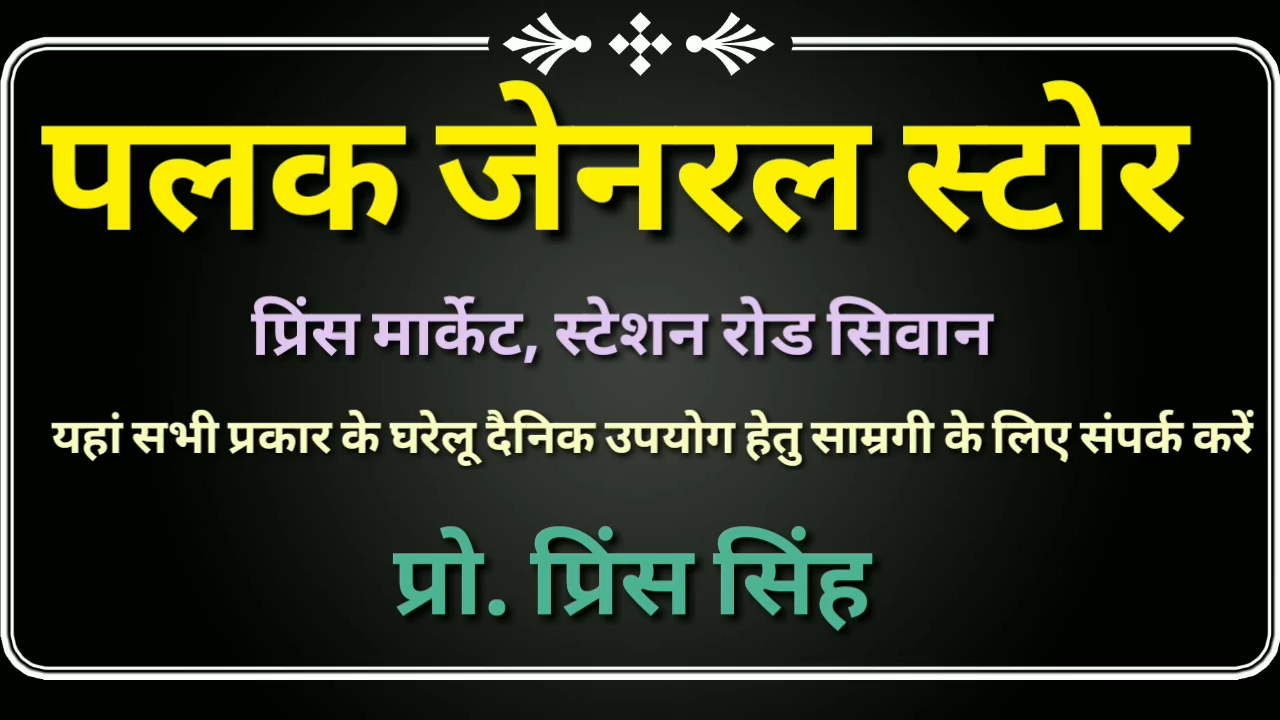 पलक जेनरल स्टोर
प्रिंस मार्केट, स्टेशन रोड सिवान
यहां सभी प्रकार के घरेलू दैनिक उपयोग हेतु साम्रगी के लिए संपर्क करें
प्रो. प्रिंस सिंह